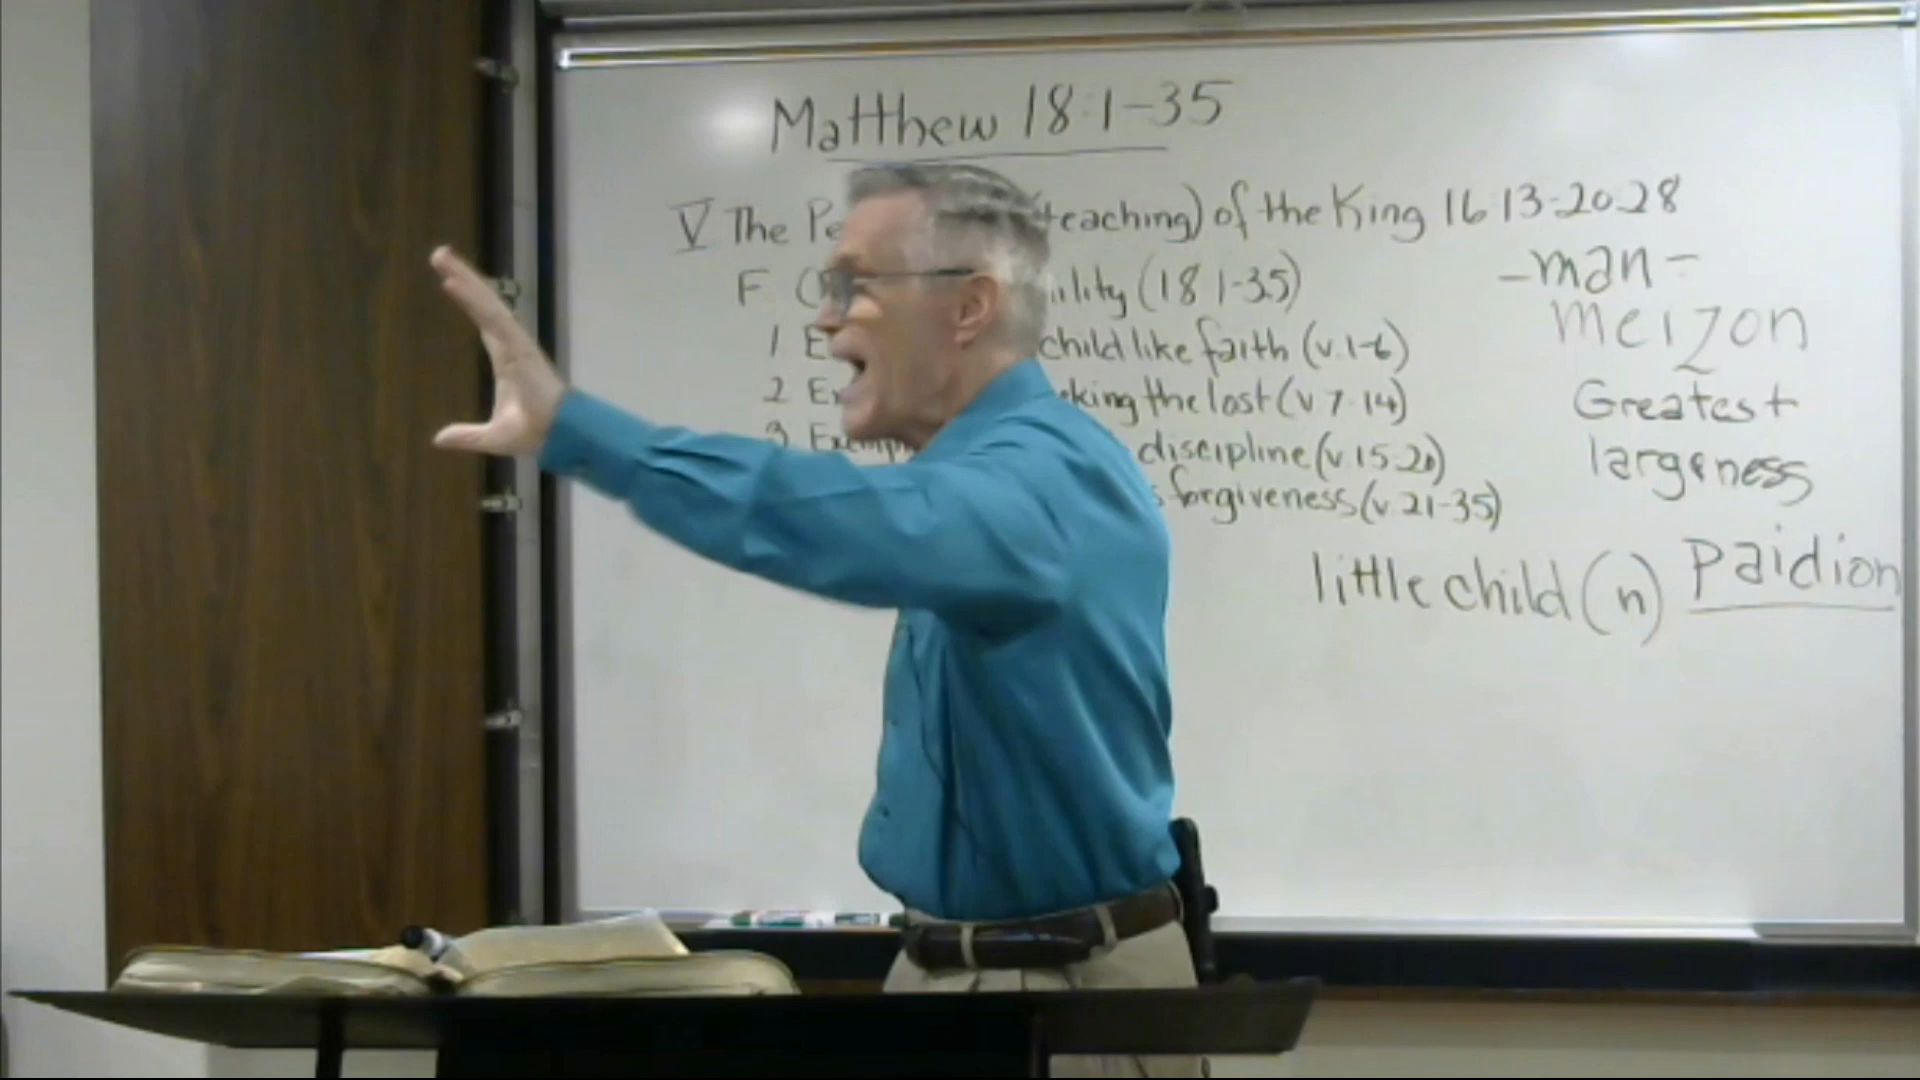 Matthew 18:1-35
V The Pe (teaching) of the King 16 13-20 28
F ( ility (18 1-35)
1 E child like faith (v. 1-6)
2 Ex eking the lost (v 7-14)
3 Exemp discipline (v. 15-20)
s forgiveness (v 21-35)
-man-
meizon
Greatest
largeness
little child (n) Paidion